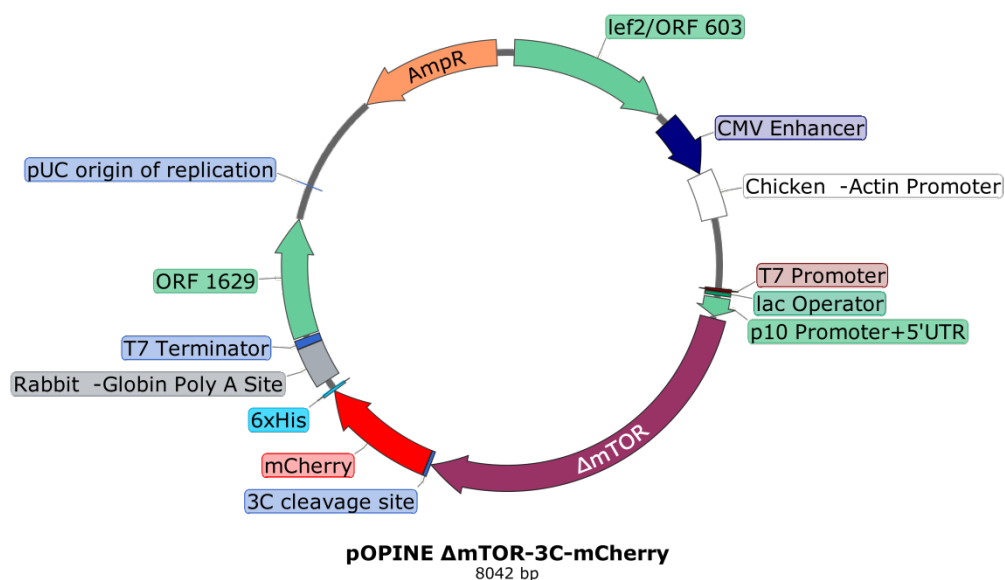 lef2/ORF 603
AmpR
CMV Enhancer
pUC origin of replication
Chicken -Actin Promoter
T7 Promoter
ORF 1629
lac Operator
p10 Promoter+5'UTR
T7 Terminator
Rabbit -Globin Poly A Site
6xHis
ΔmTOR
mCherry
3C cleavage site
pOPINE ΔmTOR-3C-mCherry
8042 bp